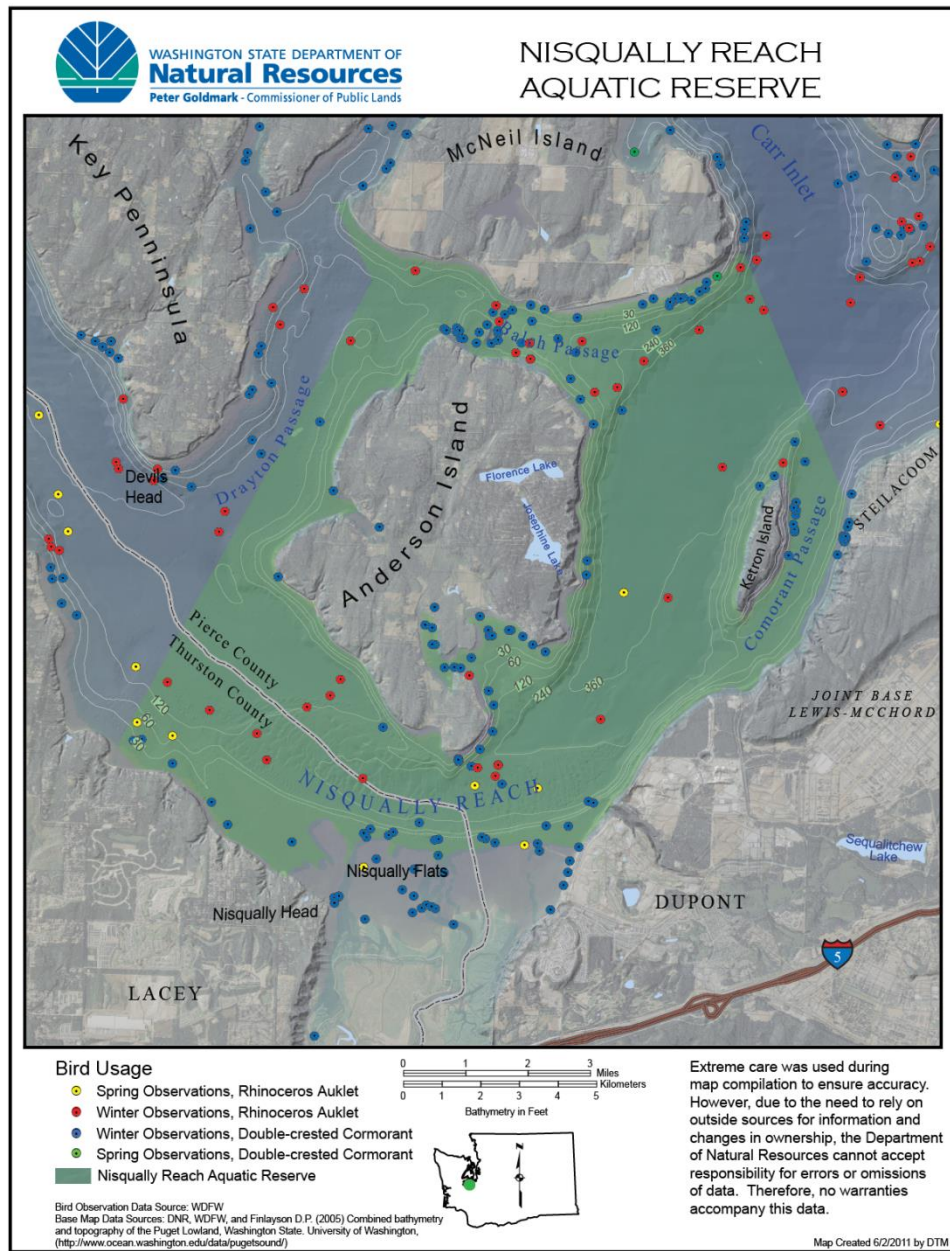 WASHINGTON STATE DEPARTMENT OF
Natural Resources
Peter Goldmark - Commissioner of Public Lands
NISQUALLY REACH
AQUATIC RESERVE
Key Penninsula
McNeil Island
Carr Inlet
Balch Passage
30
120
240
360
Drayton Passage
Devils
Head
Anderson Island
Florence Lake
Josephine Lake
Ketron Island
Comorant Passage
STEILACOOM
Pierce County
Thurston County
30
60
120
240
360
120
60
30
JOINT BASE
LEWIS-MCCHORD
NISQUALLY REACH
Nisqually Flats
Nisqually Head
Sequalitchew
Lake
DUPONT
LACEY
5
Bird Usage
Spring Observations, Rhinoceros Auklet
Winter Observations, Rhinoceros Auklet
Winter Observations, Double-crested Cormorant
Spring Observations, Double-crested Cormorant
Nisqually Reach Aquatic Reserve
0 1 2 3
Miles
Kilometers
0 1 2 3 4 5
Bathymetry in Feet
N
Extreme care was used during
map compilation to ensure accuracy.
However, due to the need to rely on
outside sources for information and
changes in ownership, the Department
of Natural Resources cannot accept
responsibility for errors or omissions
of data. Therefore, no warranties
accompany this data.
Bird Observation Data Source: WDFW
Base Map Data Sources: DNR, WDFW, and Finlayson D.P. (2005) Combined bathymetry
and topography of the Puget Lowland, Washington State. University of Washington,
(http://www.ocean.washington.edu/data/pugetsound/)
Map Created 6/2/2011 by DTM